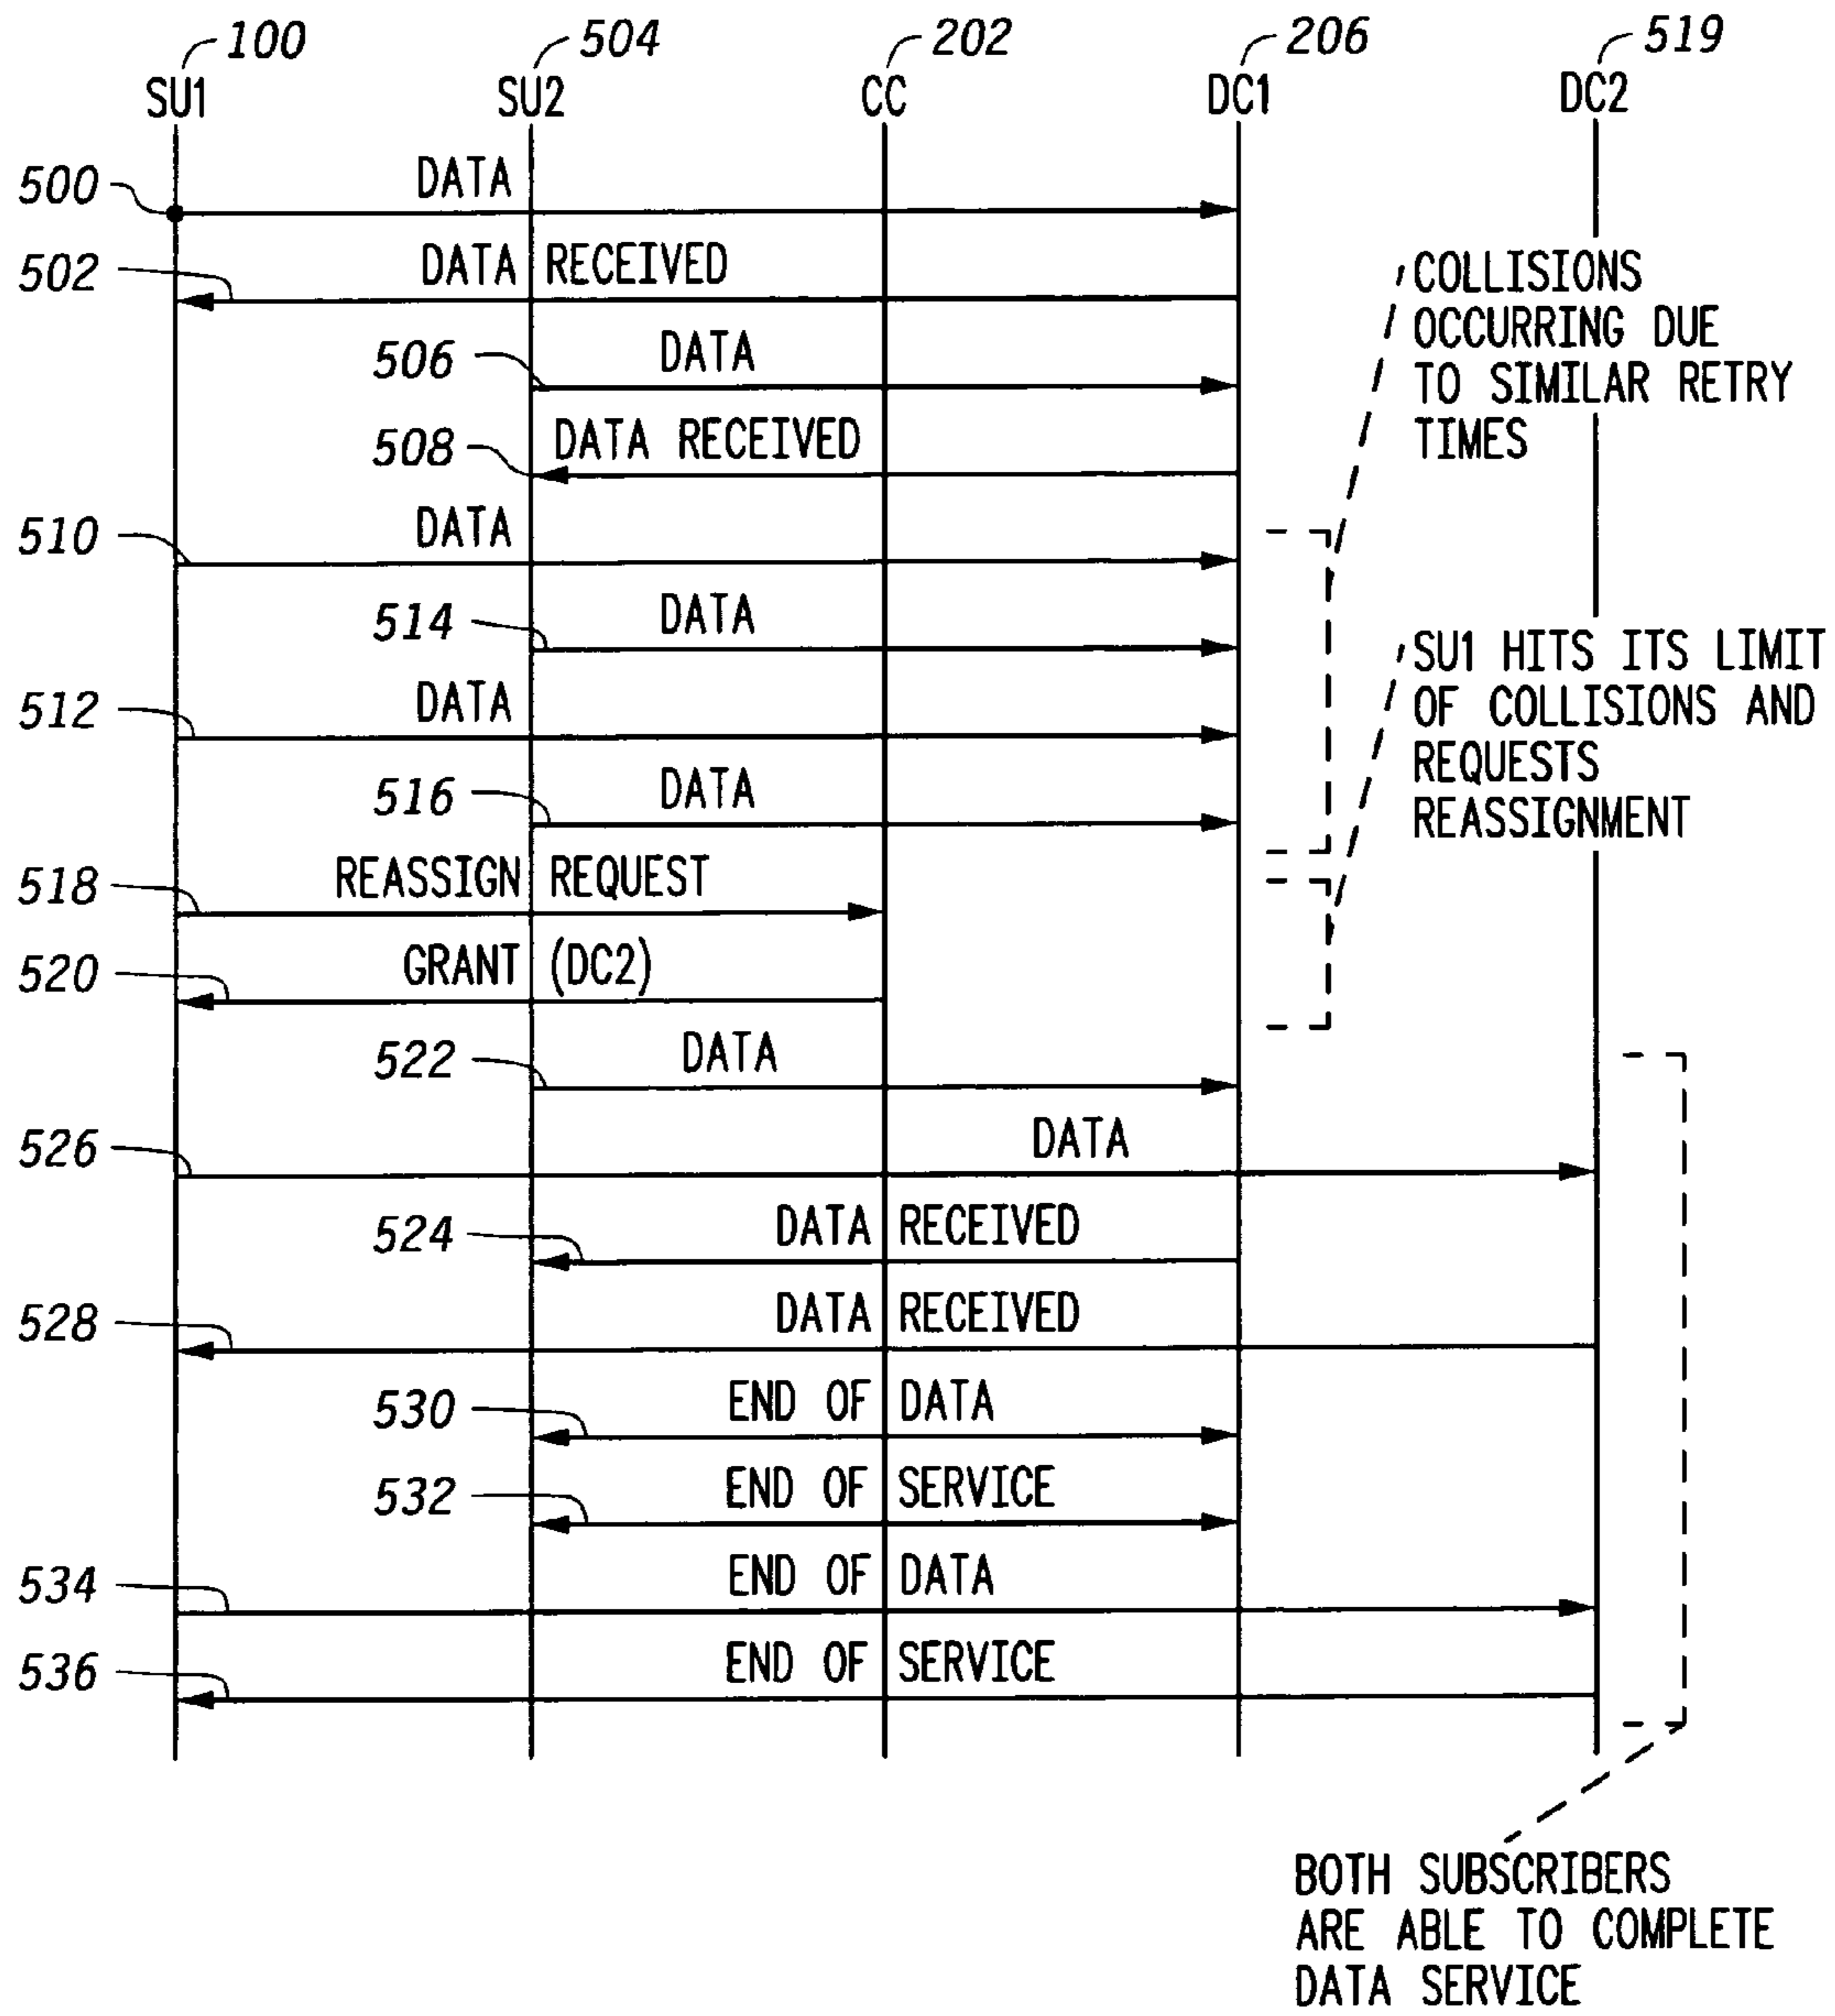 100 504 202 206 519
SU1 SU2 CC DC1 DC2
500 DATA
502 DATA RECEIVED
COLLISIONS
OCCURRING DUE
TO SIMILAR RETRY
TIMES
506 DATA
508 DATA RECEIVED
510 DATA
514 DATA
SU1 HITS ITS LIMIT
OF COLLISIONS AND
REQUESTS
REASSIGNMENT
512 DATA
516 DATA
518 REASSIGN REQUEST
520 GRANT (DC2)
522 DATA
526 DATA
524 DATA RECEIVED
528 DATA RECEIVED
530 END OF DATA
532 END OF SERVICE
534 END OF DATA
536 END OF SERVICE
BOTH SUBSCRIBERS
ARE ABLE TO COMPLETE
DATA SERVICE